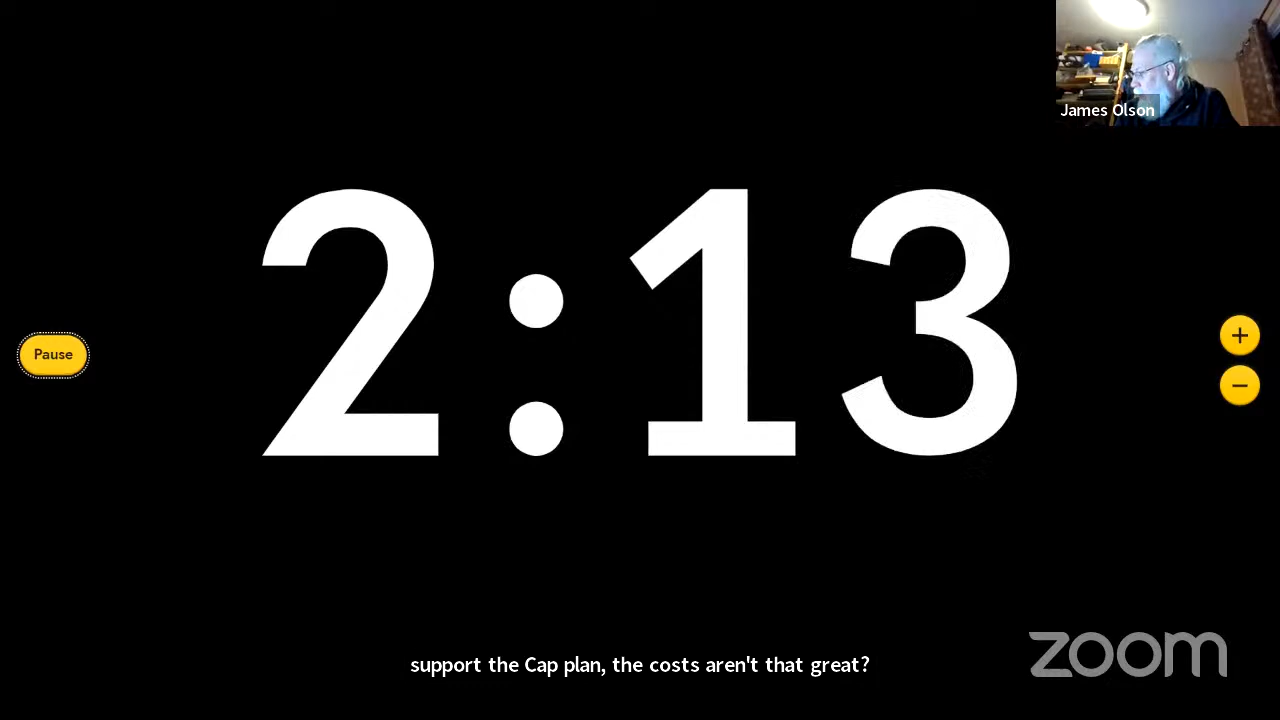 James Olson
2:13
Pause
+
−
support the Cap plan, the costs aren't that great?
zoom